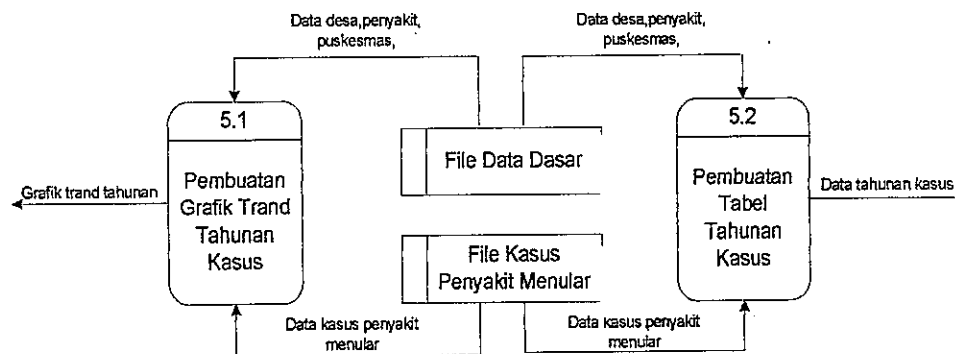 Data desa,penyakit,
puskesmas,
Data desa,penyakit,
puskesmas,
5.1
Pembuatan
Grafik Trand
Tahunan
Kasus
Grafik trand tahunan
File Data Dasar
File Kasus
Penyakit Menular
5.2
Pembuatan
Tabel
Tahunan
Kasus
Data tahunan kasus
Data kasus penyakit
menular
Data kasus penyakit
menular